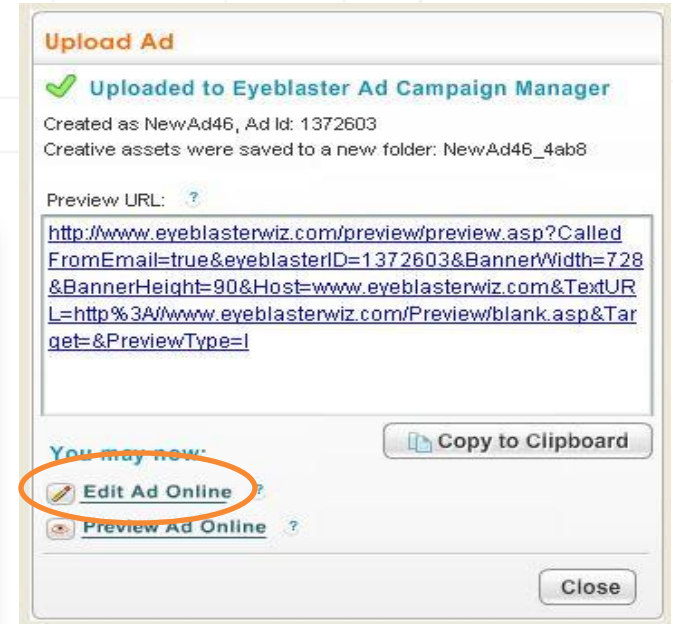 Upload Ad
Uploaded to Eyeblaster Ad Campaign Manager
Created as NewAd46, Ad Id: 1372603
Creative assets were saved to a new folder: NewAd46_4ab8
Preview URL: ?
http://www.eyeblasterwiz.com/preview/preview.asp?Called
FromEmail=true&eyeblasterID=1372603&BannerWidth=728
&BannerHeight=90&Host=www.eyeblasterwiz.com&TextUR
L=http%3A//www.eyeblasterwiz.com/Preview/blank.asp&Tar
get=&PreviewType=I
Copy to Clipboard
You may now:
Edit Ad Online ?
Preview Ad Online ?
Close